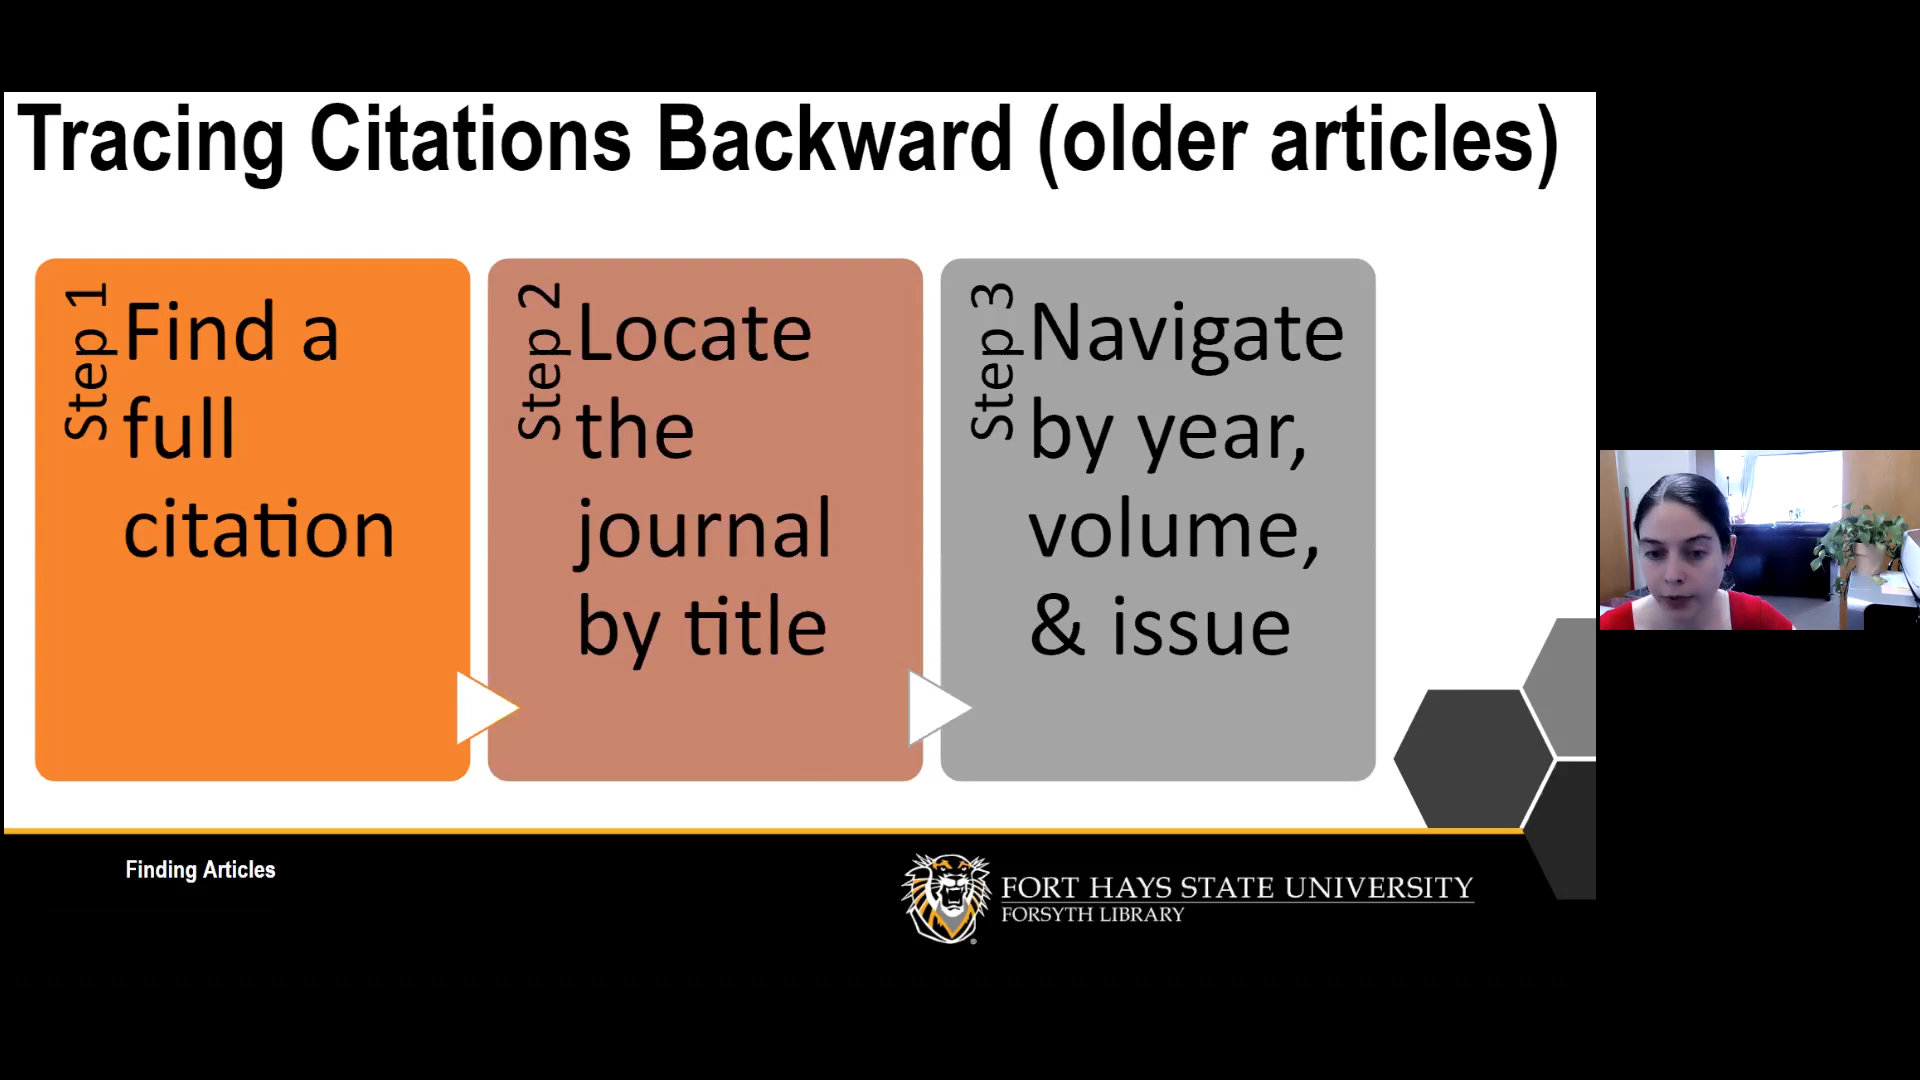 Tracing Citations Backward (older articles)
Step 1
Find a
full
citation
Step 2
Locate
the
journal
by title
Step 3
Navigate
by year,
volume,
& issue
Finding Articles
FORT HAYS STATE UNIVERSITY
FORSYTH LIBRARY